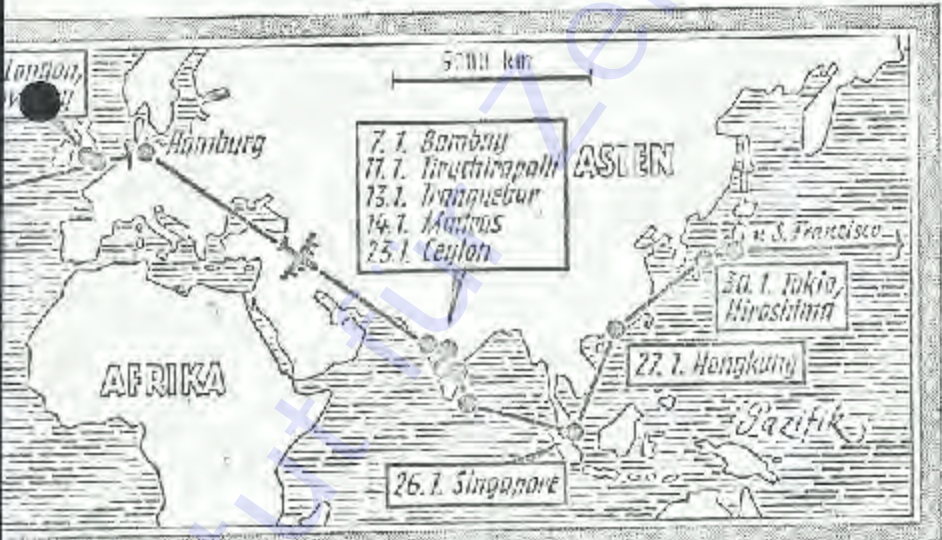 London,
Hamburg
5000 km
7. 1. Bombay
11. 1. Tiruchirapalli
13. 1. Tranquebar
14. 1. Madras
23. 1. Ceylon
ASIEN
n. S. Francisco
30. 1. Tokio,
Hiroshima
AFRIKA
27. 1. Hongkong
Pazifik
26. 1. Singapore